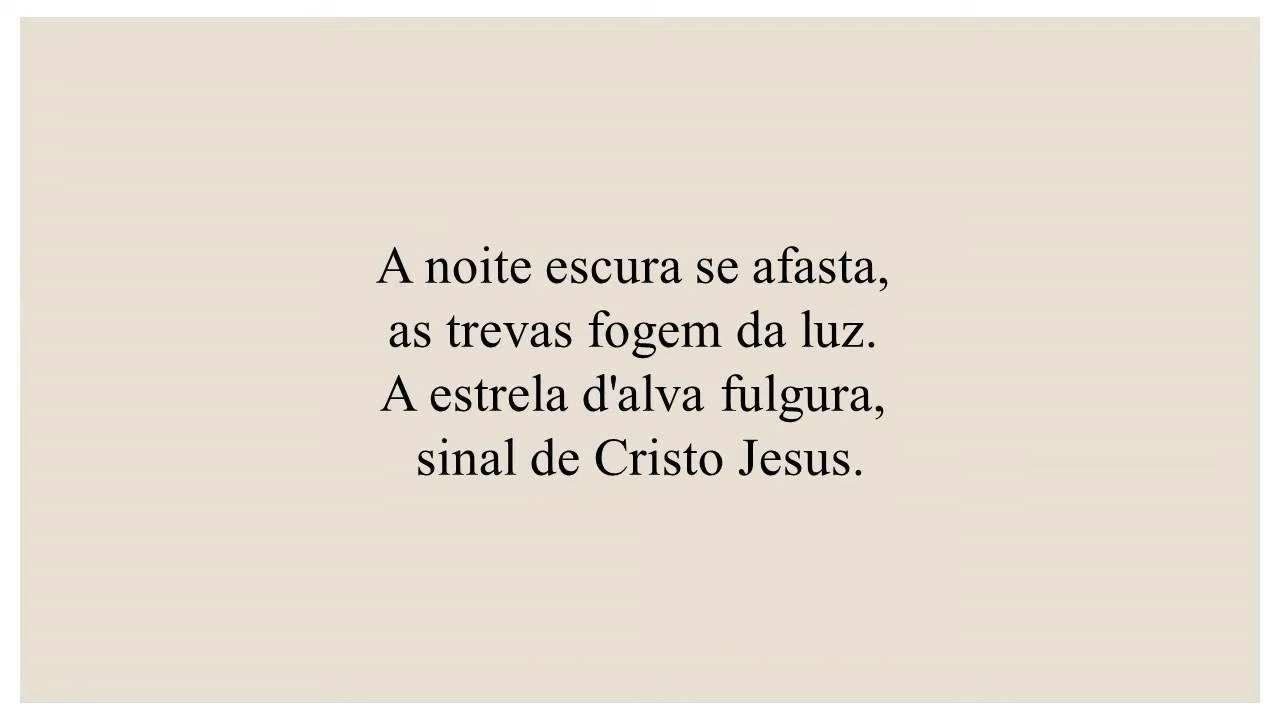 A noite escura se afasta,
as trevas fogem da luz.
A estrela d'alva fulgura,
sinal de Cristo Jesus.